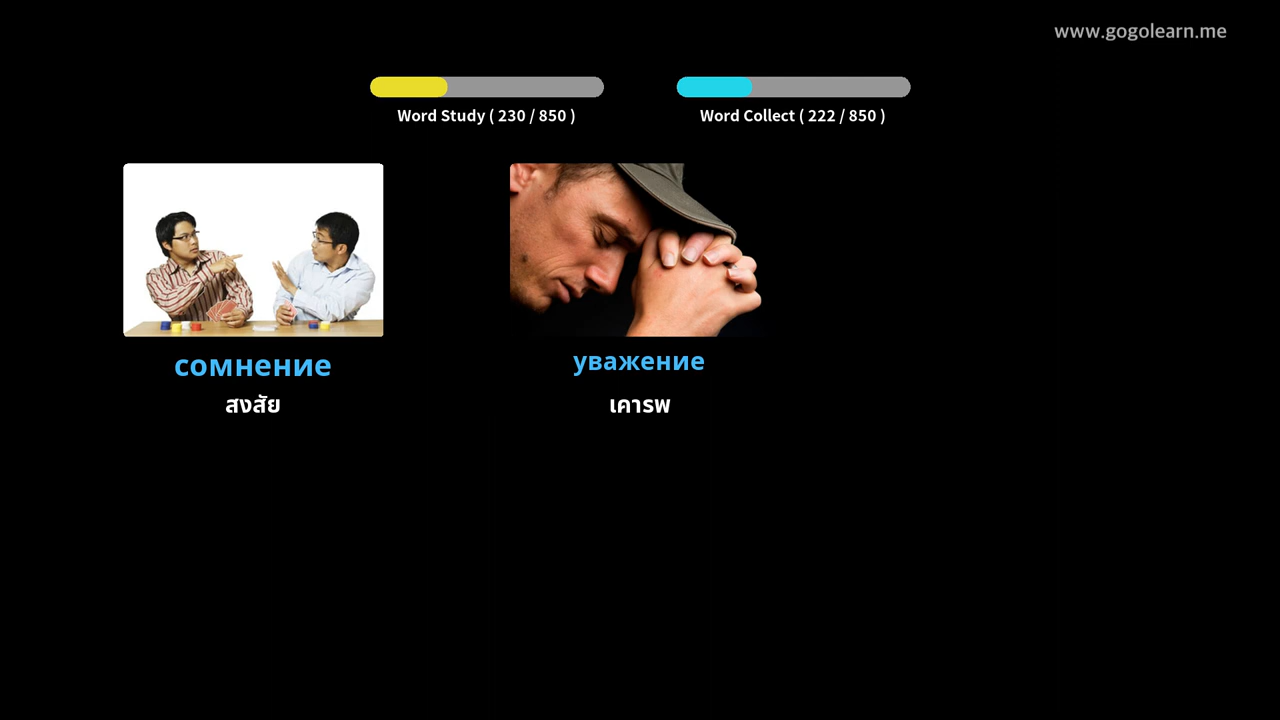 www.gogolearn.me
Word Study ( 230 / 850 )
Word Collect ( 222 / 850 )
сомнение
สงสัย
уважение
เคารพ